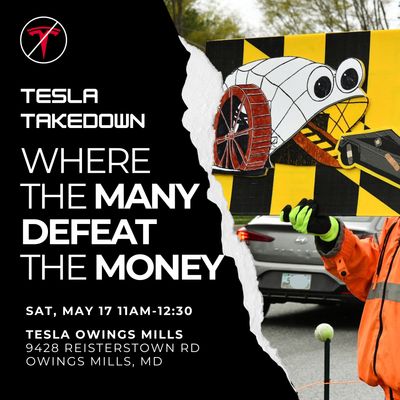 TESLA
TAKEDOWN
WHERE
THE MANY
DEFEAT
THE MONEY
SAT, MAY 17 11AM-12:30
TESLA OWINGS MILLS
9428 REISTERSTOWN RD
OWINGS MILLS, MD